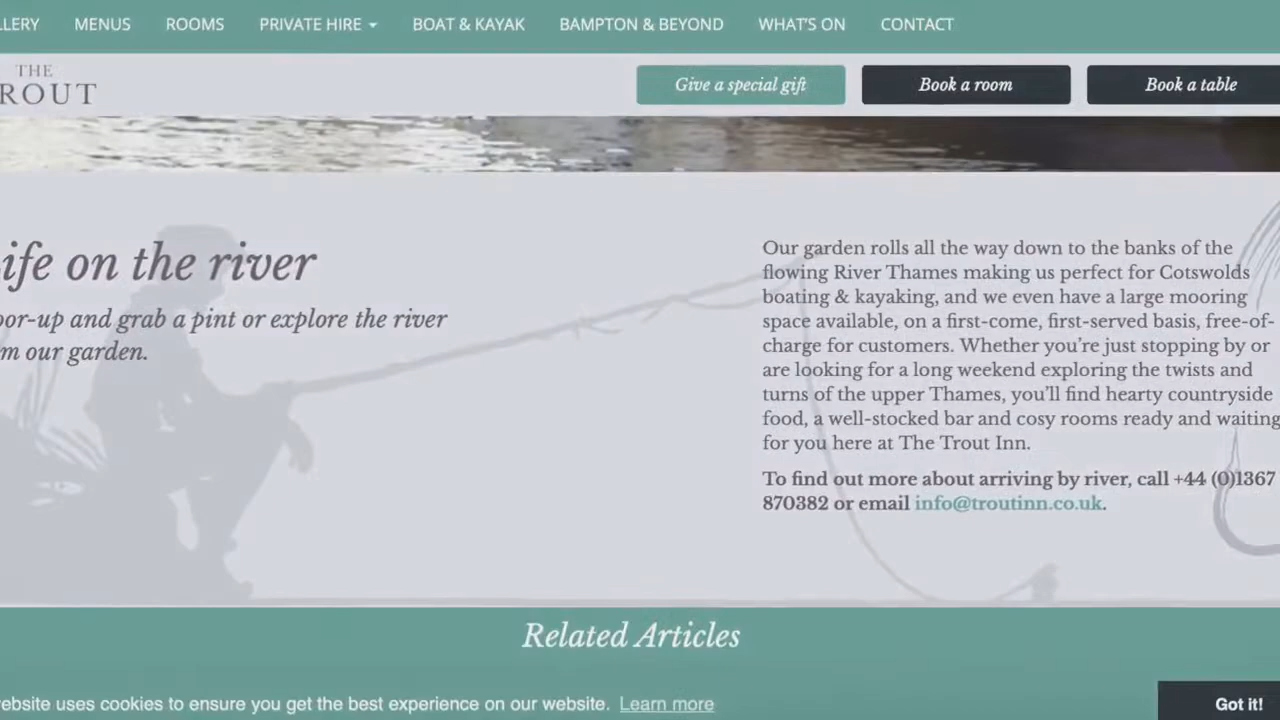 LLERY MENUS ROOMS PRIVATE HIRE BOAT & KAYAK BAMPTON & BEYOND WHAT'S ON CONTACT
THE
ROUT
Give a special gift Book a room Book a table
ife on the river
oor-up and grab a pint or explore the river
m our garden.
Our garden rolls all the way down to the banks of the
flowing River Thames making us perfect for Cotswolds
boating & kayaking, and we even have a large mooring
space available, on a first-come, first-served basis, free-of-
charge for customers. Whether you're just stopping by or
are looking for a long weekend exploring the twists and
turns of the upper Thames, you'll find hearty countryside
food, a well-stocked bar and cosy rooms ready and waiting
for you here at The Trout Inn.
To find out more about arriving by river, call +44 (0)1367
870382 or email info@troutinn.co.uk.
Related Articles
ebsite uses cookies to ensure you get the best experience on our website. Learn more
Got it!